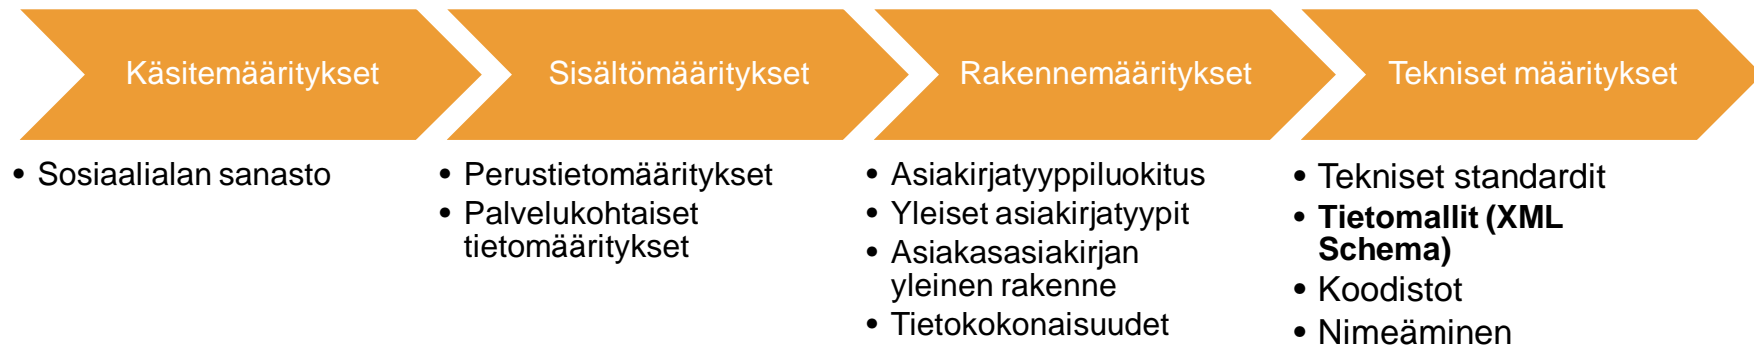 Käsitemääritykset
• Sosiaalialan sanasto
Sisältömääritykset
• Perustietomääritykset
• Palvelukohtaiset
tietomääritykset
Rakennemääritykset
• Asiakirjatyyppiluokitus
• Yleiset asiakirjatyypit
• Asiakasasiakirjan
yleinen rakenne
• Tietokokonaisuudet
Tekniset määritykset
• Tekniset standardit
• Tietomallit (XML
Schema)
• Koodistot
• Nimeäminen